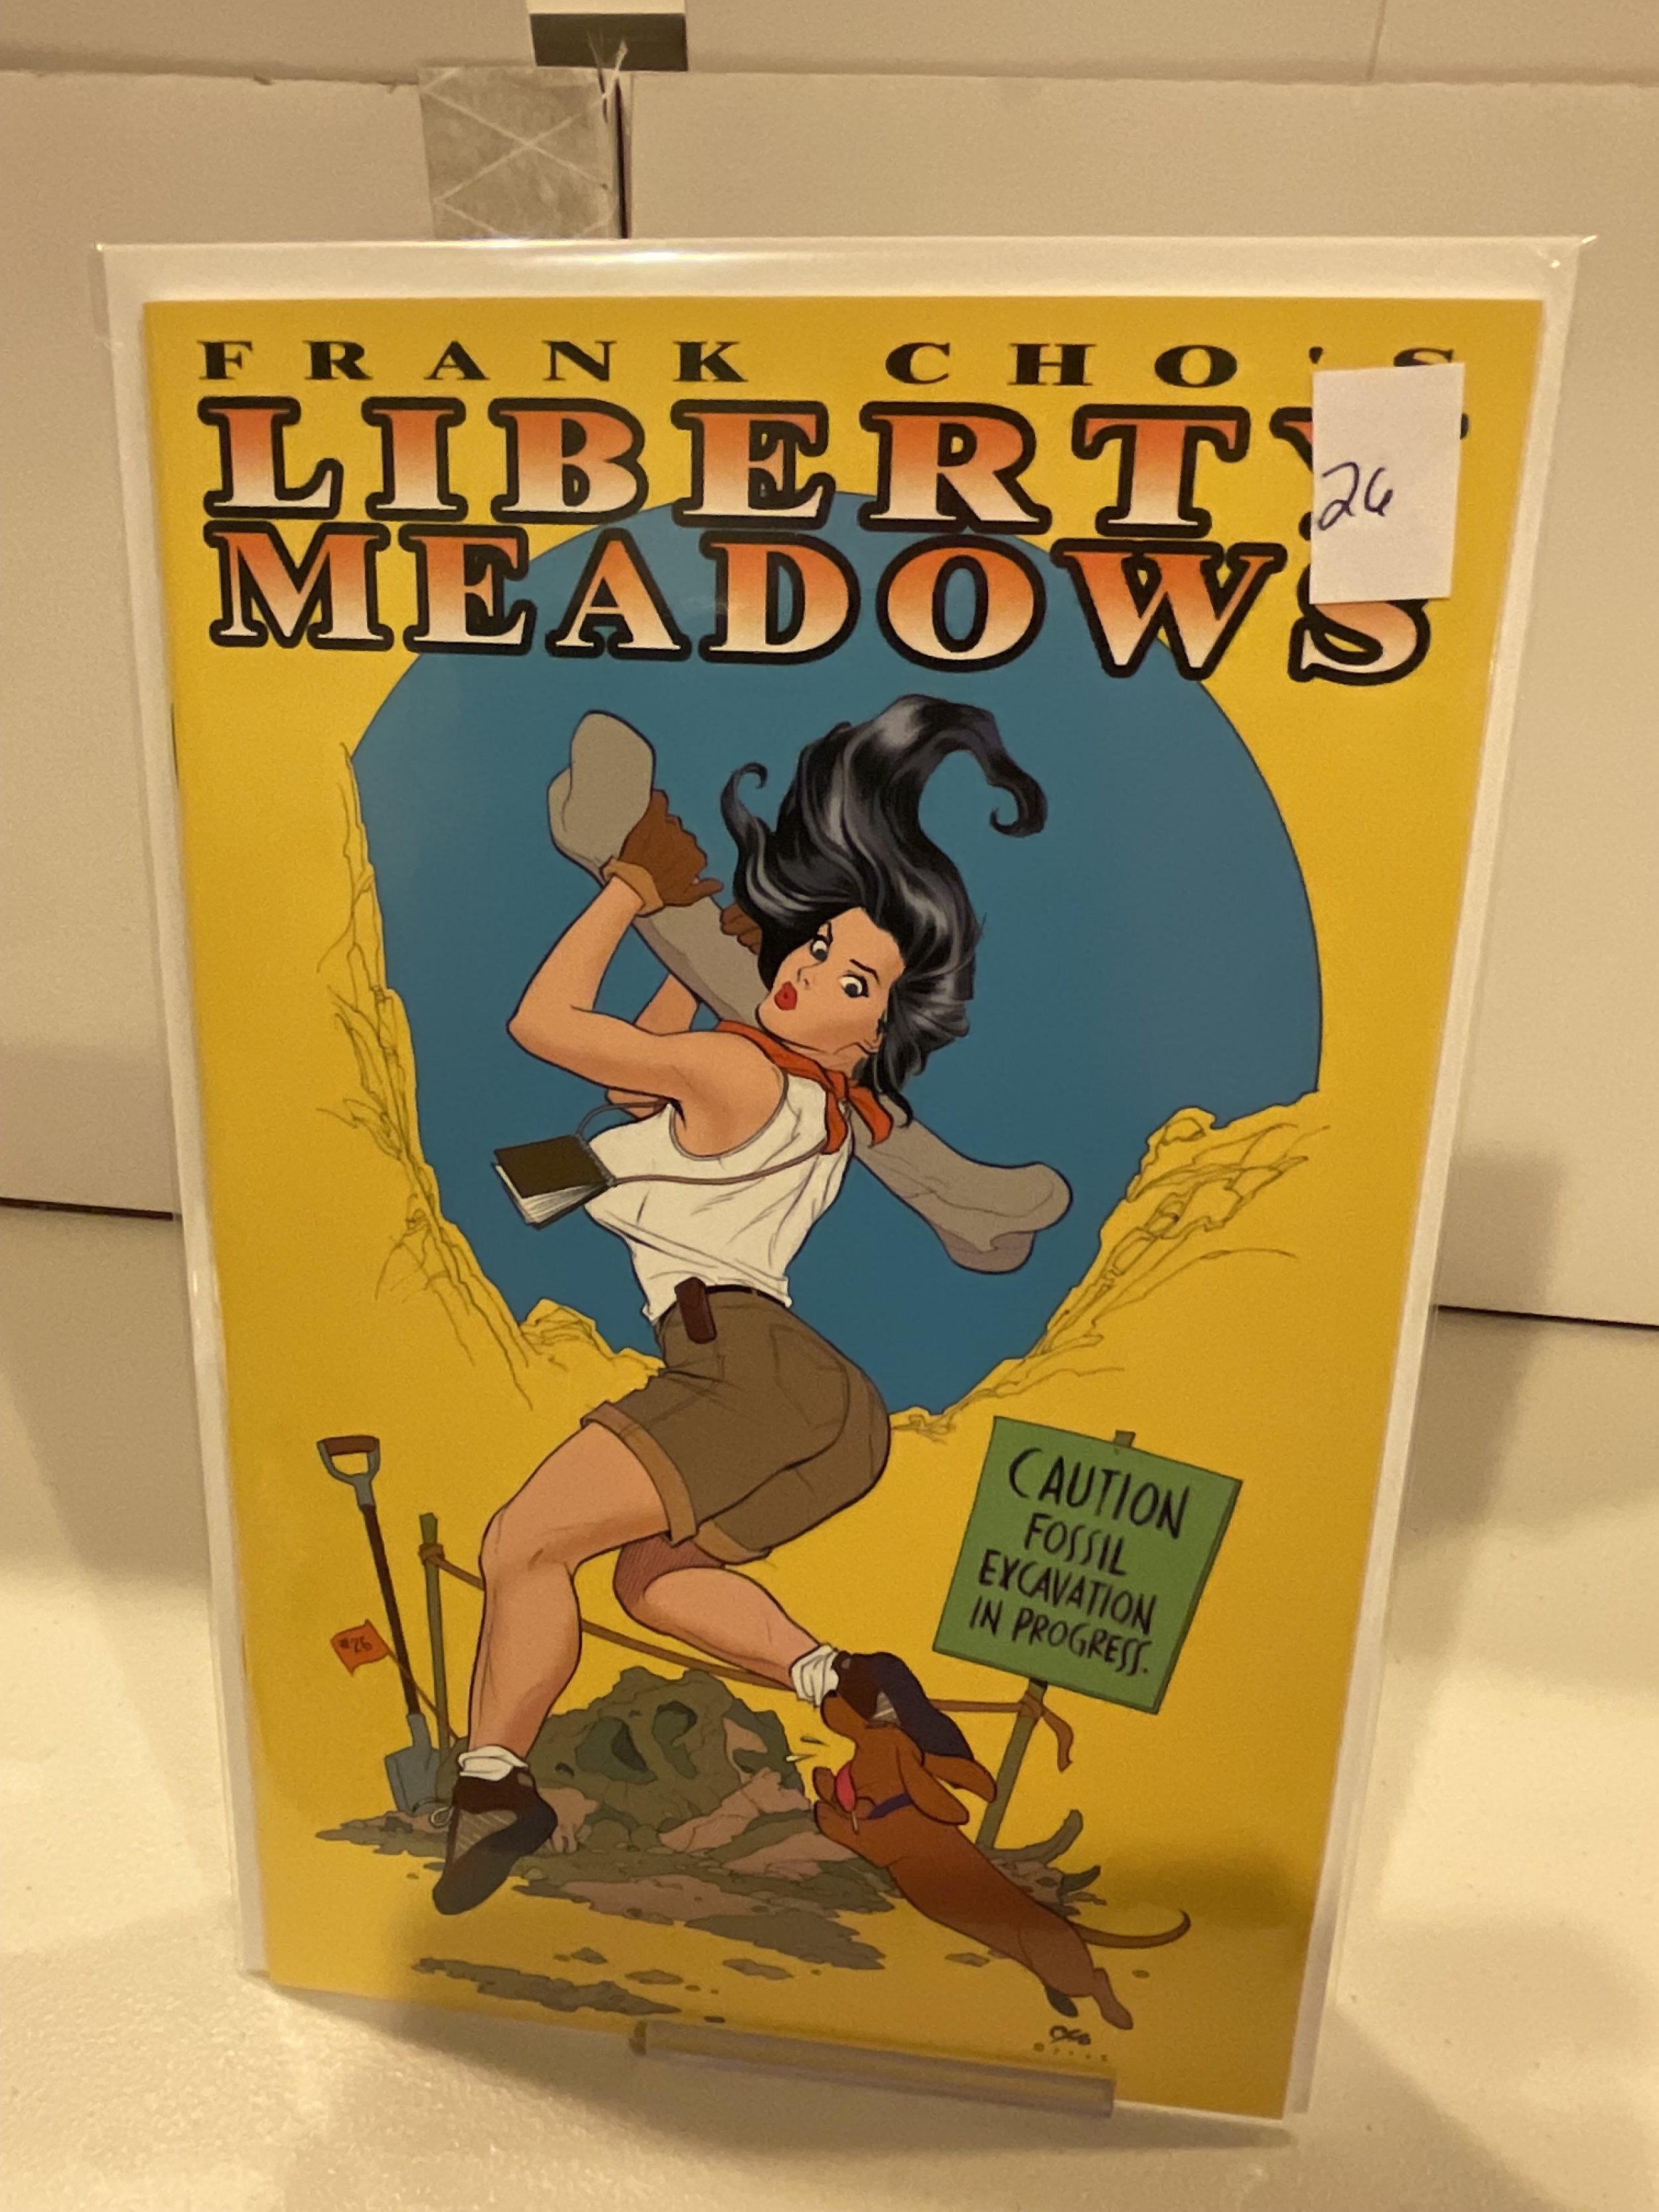 FRANK CHO'S
LIBERTY
MEADOWS
26
CAUTION
FOSSIL
EXCAVATION
IN PROGRESS.
#26